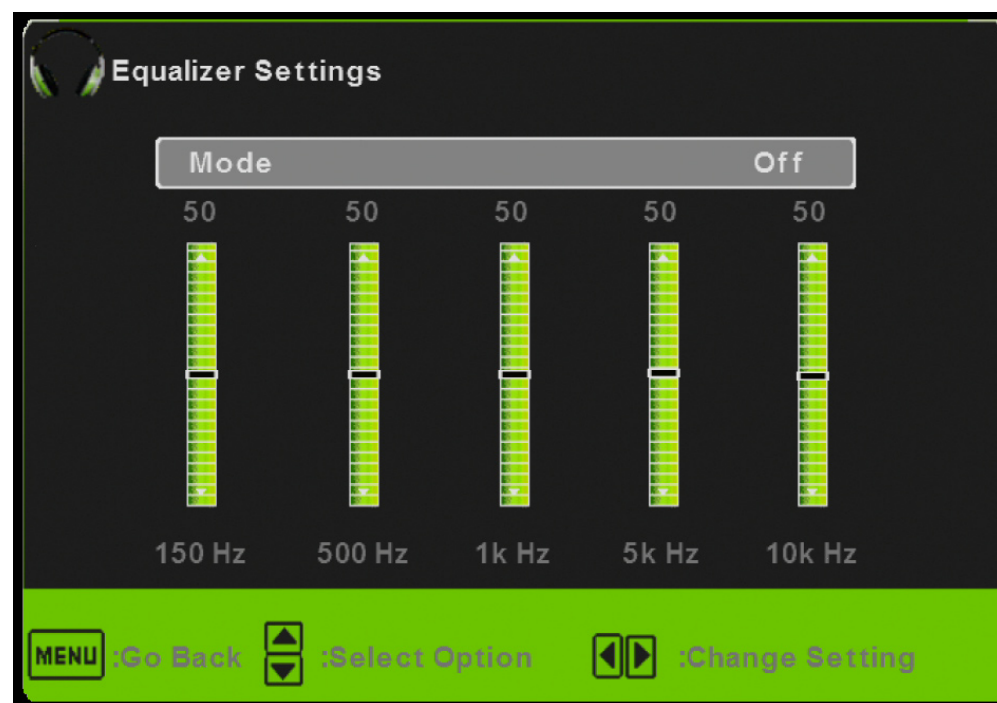 Equalizer Settings
Mode Off
50 50 50 50 50
150 Hz 500 Hz 1k Hz 5k Hz 10k Hz
MENU :Go Back :Select Option :Change Setting